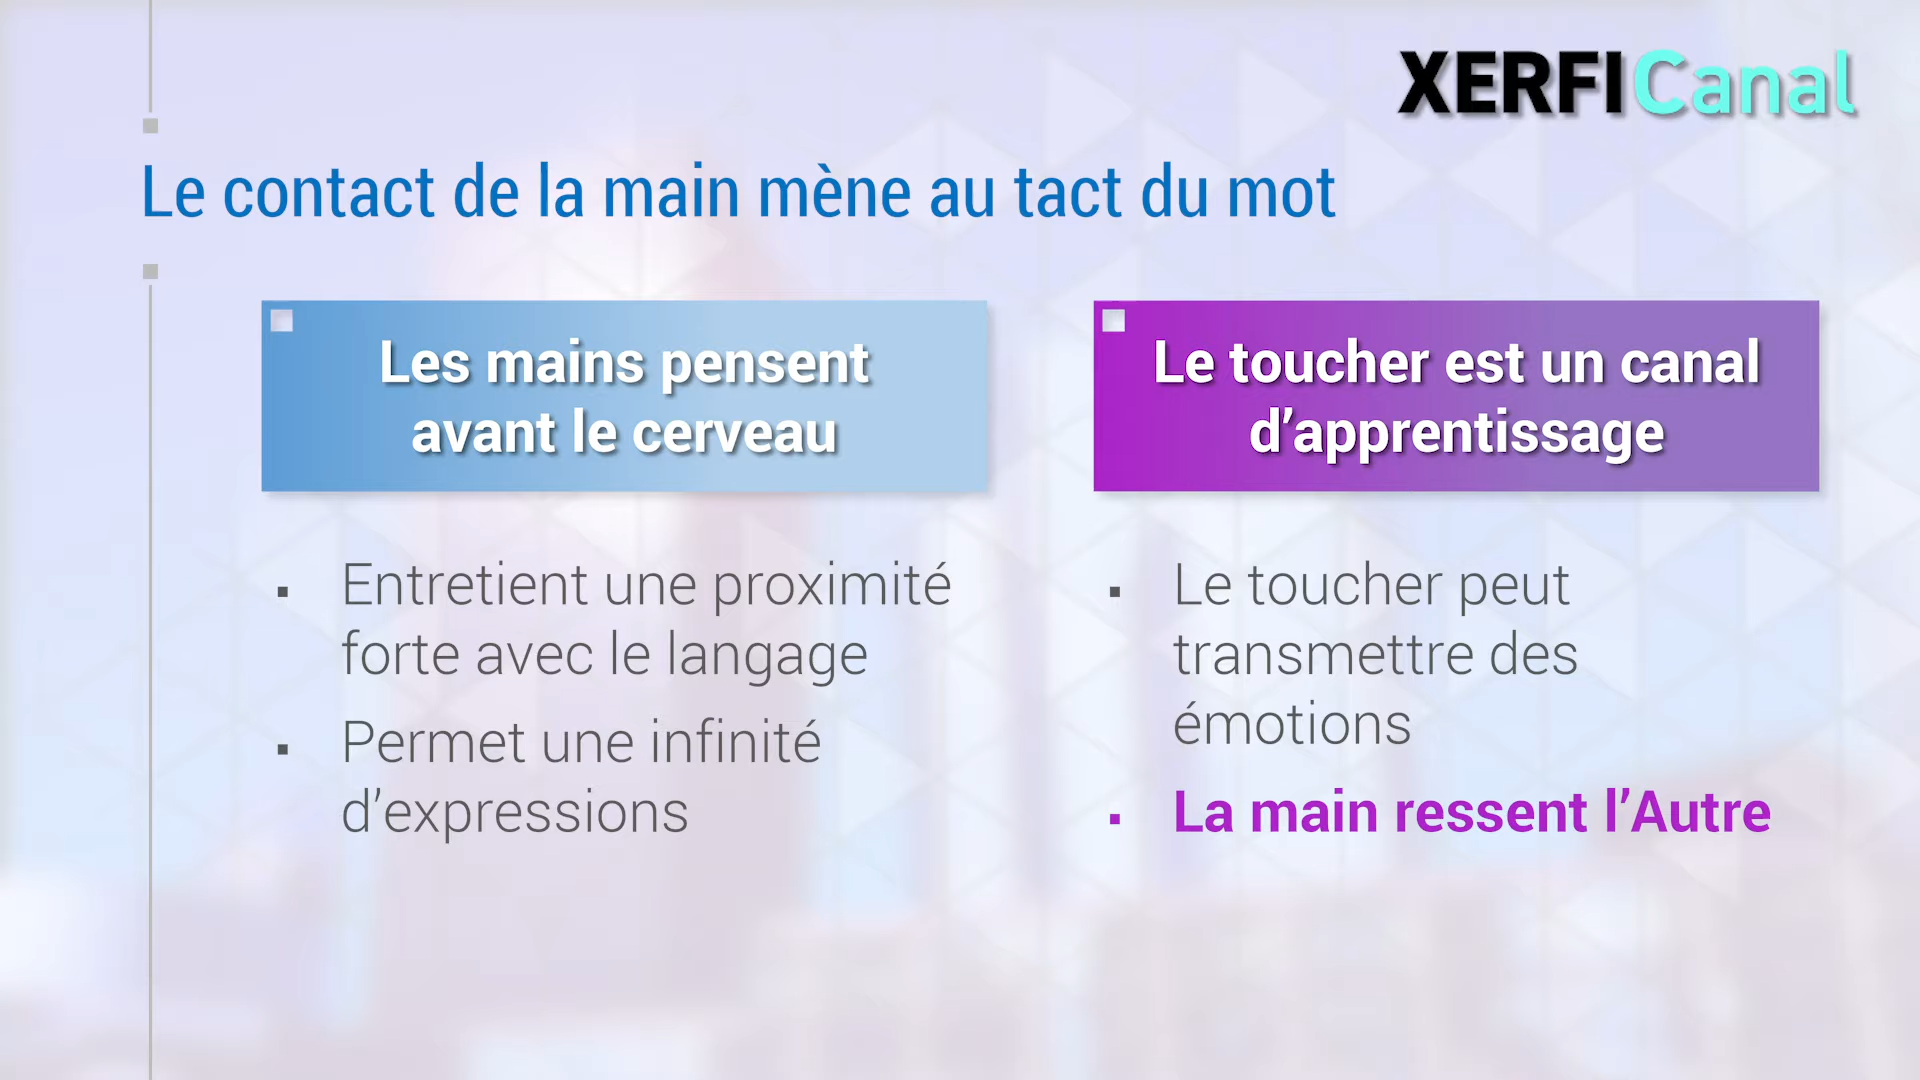 XERFICanal
Le contact de la main mène au tact du mot
Les mains pensent
avant le cerveau
Entretient une proximité
forte avec le langage
Permet une infinité
d’expressions
Le toucher est un canal
d’apprentissage
Le toucher peut
transmettre des
émotions
La main ressent l’Autre